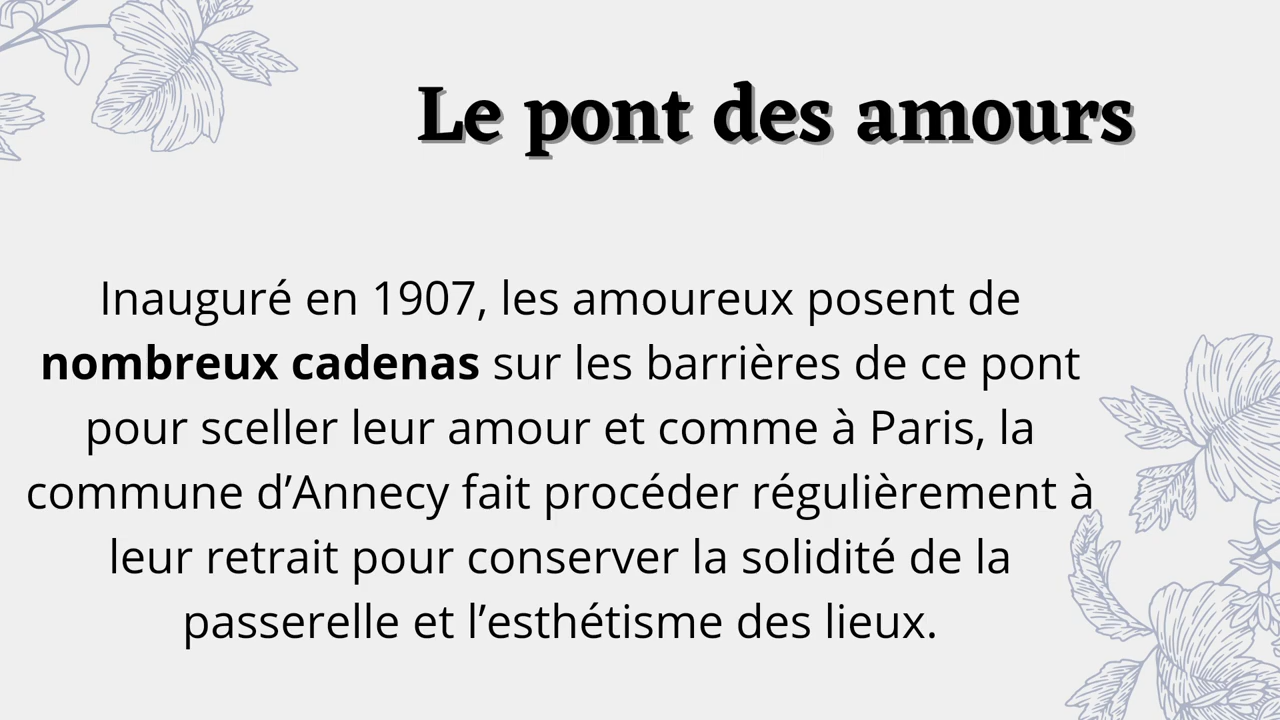 Le pont des amours
Inauguré en 1907, les amoureux posent de
nombreux cadenas sur les barrières de ce pont
pour sceller leur amour et comme à Paris, la
commune d’Annecy fait procéder régulièrement à
leur retrait pour conserver la solidité de la
passerelle et l’esthétisme des lieux.